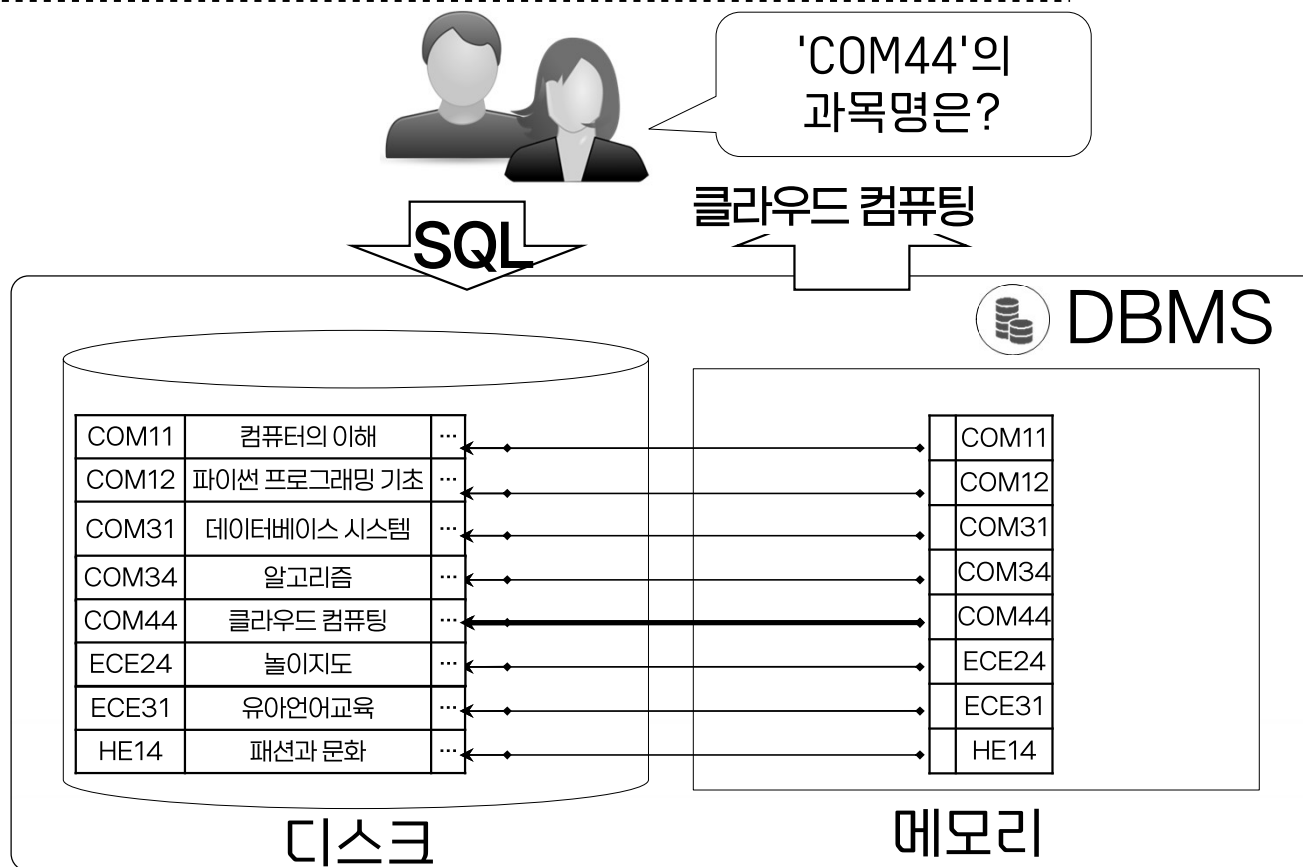 'COM44'의
과목명은?
SQL
클라우드 컴퓨팅
DBMS
COM11 컴퓨터의 이해 ...
COM12 파이썬 프로그래밍 기초 ...
COM31 데이터베이스 시스템 ...
COM34 알고리즘 ...
COM44 클라우드 컴퓨팅 ...
ECE24 놀이지도 ...
ECE31 유아언어교육 ...
HE14 패션과 문화 ...
COM11
COM12
COM31
COM34
COM44
ECE24
ECE31
HE14
디스크
메모리